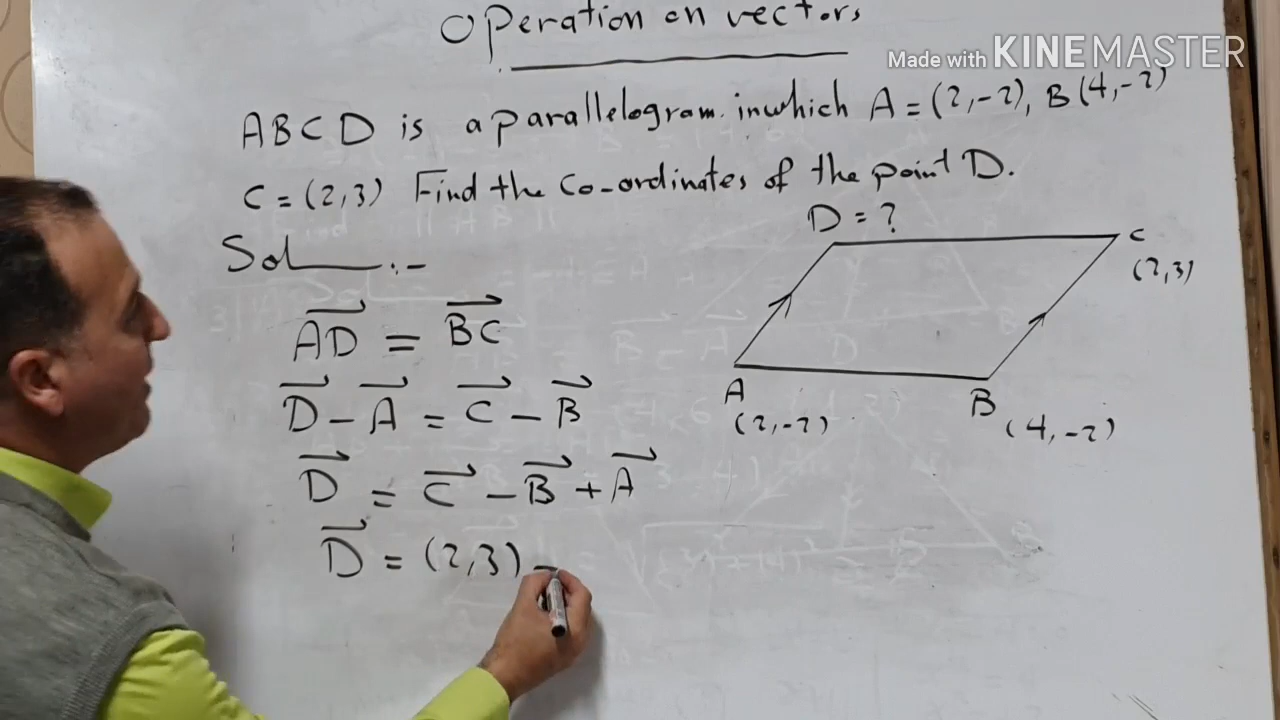 Operation on vectors
Made with KINEMASTER
ABCD is a parallelogram. in which A = (2,-2), B (4,-2)
C = (2,3) Find the Co-ordinates of the point D.
Sol :-
D = ?
C
(2,3)
A
(2,-2)
B
(4,-2)
AD = BC
D - A = C - B
D = C - B + A
D = (2,3) -